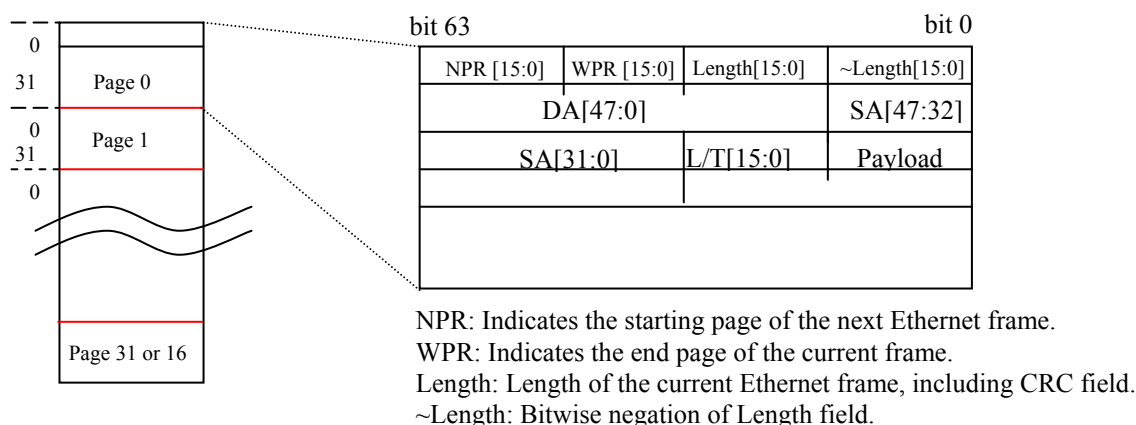 0
31
Page 0
0
31
Page 1
0
Page 31 or 16
bit 63 bit 0
NPR [15:0] WPR [15:0] Length[15:0] ~Length[15:0]
DA[47:0] SA[47:32]
SA[31:0] L/T[15:0] Payload
NPR: Indicates the starting page of the next Ethernet frame.
WPR: Indicates the end page of the current frame.
Length: Length of the current Ethernet frame, including CRC field.
~Length: Bitwise negation of Length field.